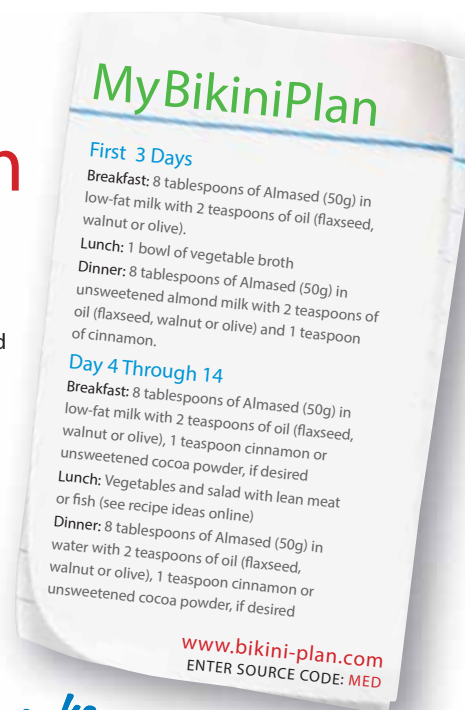 MyBikiniPlan
First 3 Days
Breakfast: 8 tablespoons of Almased (50g) in
low-fat milk with 2 teaspoons of oil (flaxseed,
walnut or olive).
Lunch: 1 bowl of vegetable broth
Dinner: 8 tablespoons of Almased (50g) in
unsweetened almond milk with 2 teaspoons of
oil (flaxseed, walnut or olive) and 1 teaspoon
of cinnamon.
Day 4 Through 14
Breakfast: 8 tablespoons of Almased (50g) in
low-fat milk with 2 teaspoons of oil (flaxseed,
walnut or olive), 1 teaspoon cinnamon or
unsweetened cocoa powder, if desired
Lunch: Vegetables and salad with lean meat
or fish (see recipe ideas online)
Dinner: 8 tablespoons of Almased (50g) in
water with 2 teaspoons of oil (flaxseed,
walnut or olive), 1 teaspoon cinnamon or
unsweetened cocoa powder, if desired
www.bikini-plan.com
ENTER SOURCE CODE: MED